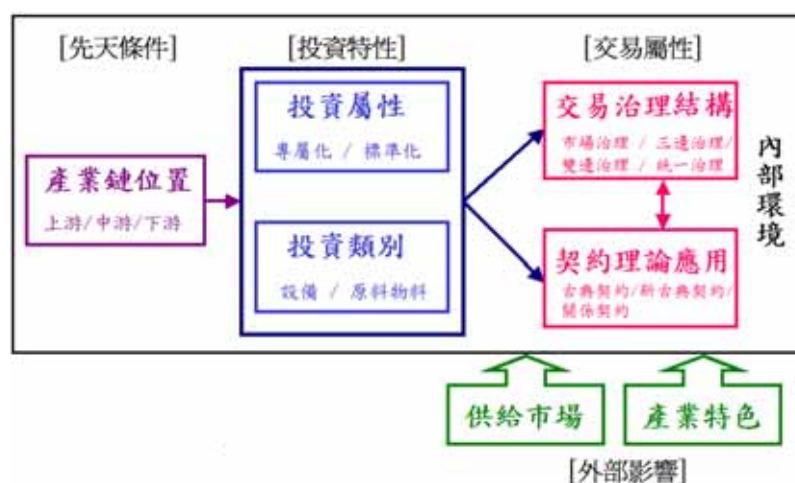 [先天條件]
[投資特性]
[交易屬性]
產業鏈位置
上游/中游/下游
投資屬性
專屬化 / 標準化
投資類別
設備 / 原料物料
交易治理結構
市場治理 / 三邊治理/
雙邊治理 / 統一治理
契約理論應用
古典契約/新古典契約/
關係契約
內部環境
供給市場
產業特色
[外部影響]